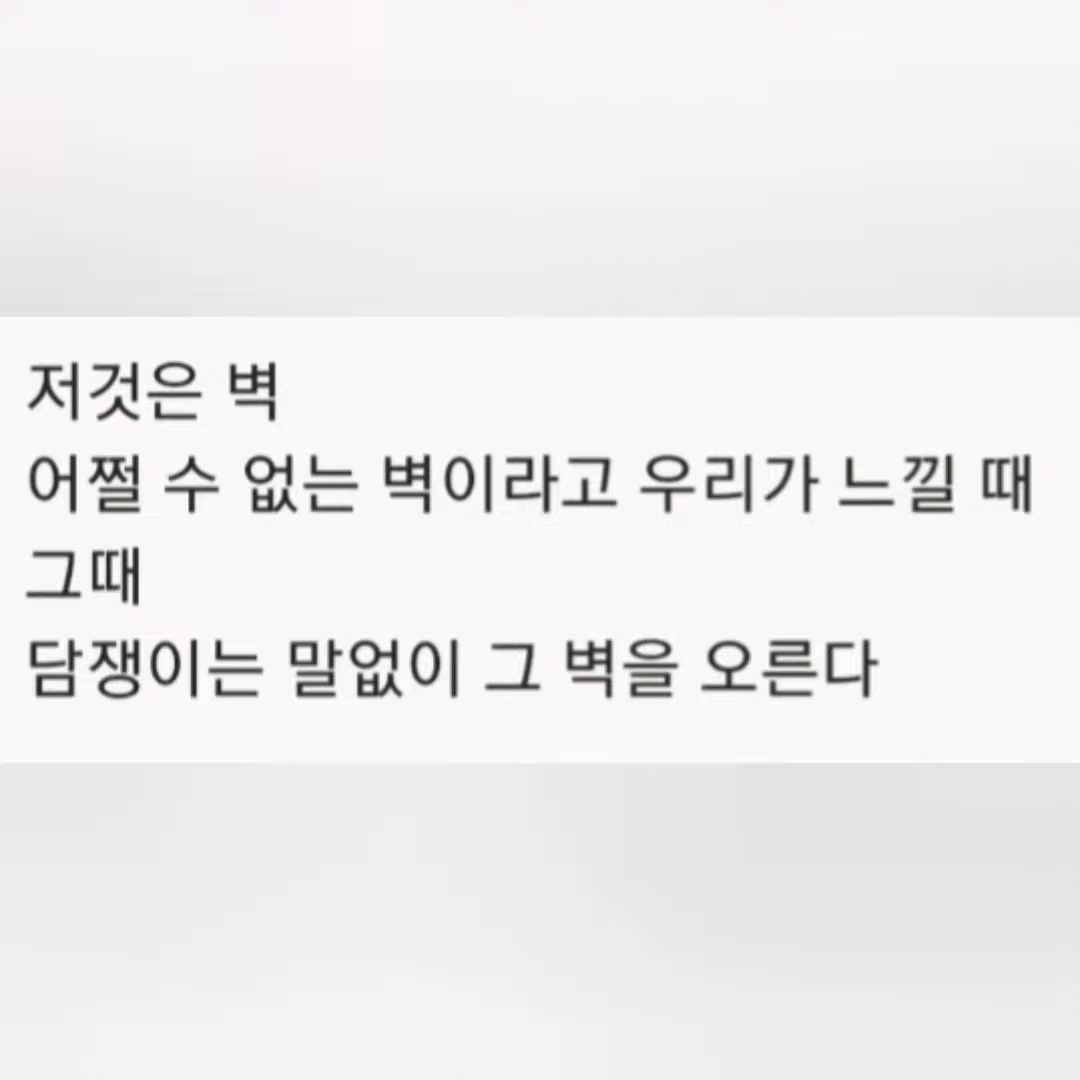 저것은 벽
어쩔 수 없는 벽이라고 우리가 느낄 때
그때
담쟁이는 말없이 그 벽을 오른다